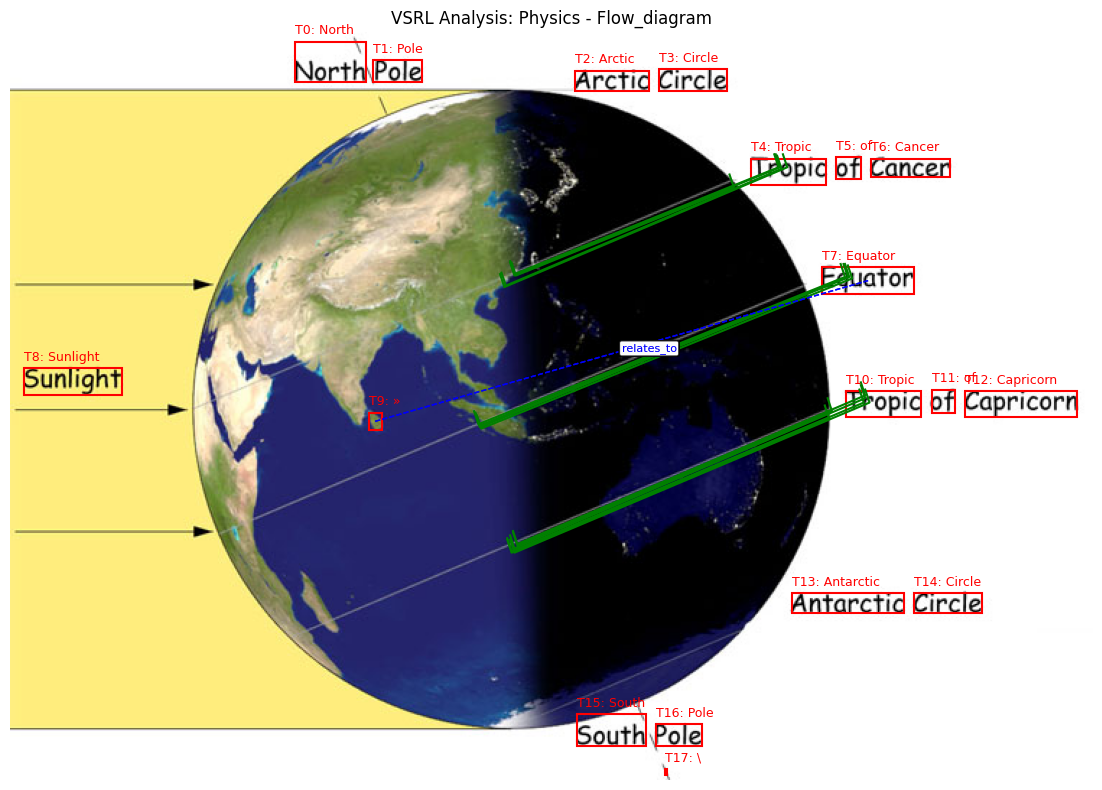 VSRL Analysis: Physics - Flow_diagram
T0: North
T1: Pole
North Pole
T2: Arctic
T3: Circle
Arctic Circle
T4: Tropic
T5: of
T6: Cancer
Tropic of Cancer
T7: Equator
Equator
relates_to
T8: Sunlight
Sunlight
T9: »
T10: Tropic
T11: of
T12: Capricorn
Tropic of Capricorn
T13: Antarctic
T14: Circle
Antarctic Circle
T15: South
T16: Pole
South Pole
T17: \